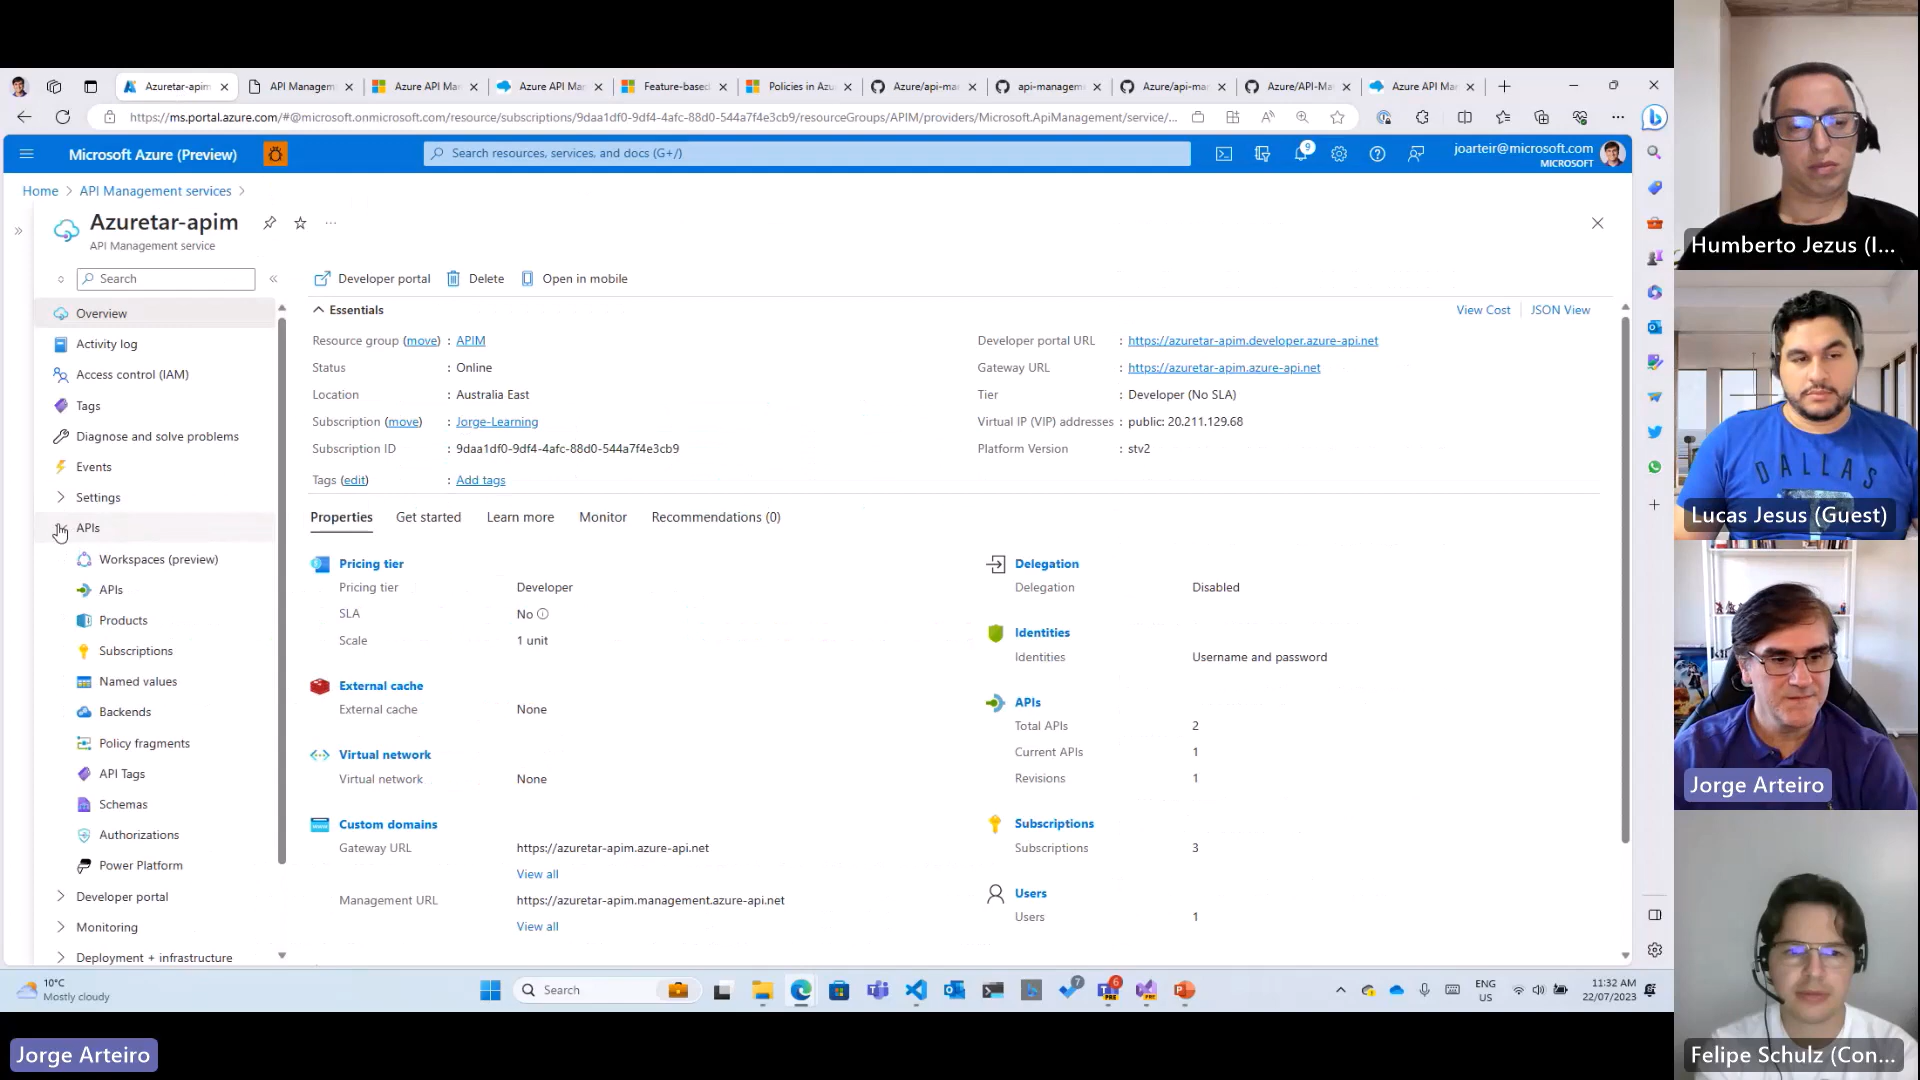 Azuretar-apim
API Managem
Azure API Ma
Azure API Ma
Feature-based
Policies in Azu
Azure/api-ma
api-managem
Azure/api-ma
Azure/API-Ma
Azure API Ma
https://ms.portal.azure.com/#@microsoft.onmicrosoft.com/resource/subscriptions/9daa1df0-9df4-4afc-88d0-544a7f4e3cb9/resourceGroups/APIM/providers/Microsoft.ApiManagement/service/...
Microsoft Azure (Preview)
Search resources, services, and docs (G+/)
9
joarteir@microsoft.com
MICROSOFT
Home > API Management services >
Azuretar-apim
API Management service
Search
Overview
Activity log
Access control (IAM)
Tags
Diagnose and solve problems
Events
Settings
APIs
Workspaces (preview)
APIs
Products
Subscriptions
Named values
Backends
Policy fragments
API Tags
Schemas
Authorizations
Power Platform
Developer portal
Monitoring
Deployment + infrastructure
Developer portal
Delete
Open in mobile
Essentials
View Cost
JSON View
Resource group (move) : APIM
Status : Online
Location : Australia East
Subscription (move) : Jorge-Learning
Subscription ID : 9daa1df0-9df4-4afc-88d0-544a7f4e3cb9
Tags (edit) : Add tags
Developer portal URL : https://azuretar-apim.developer.azure-api.net
Gateway URL : https://azuretar-apim.azure-api.net
Tier : Developer (No SLA)
Virtual IP (VIP) addresses : public: 20.211.129.68
Platform Version : stv2
Properties
Get started
Learn more
Monitor
Recommendations (0)
Pricing tier
Pricing tier Developer
SLA No
Scale 1 unit
External cache
External cache None
Virtual network
Virtual network None
Custom domains
Gateway URL https://azuretar-apim.azure-api.net
View all
Management URL https://azuretar-apim.management.azure-api.net
View all
Delegation
Delegation Disabled
Identities
Identities Username and password
APIs
Total APIs 2
Current APIs 1
Revisions 1
Subscriptions
Subscriptions 3
Users
Users 1
10°C
Mostly cloudy
Search
7
6
PRE
PRE
ENG
US
11:32 AM
22/07/2023
Humberto Jezus (I...
DALLAS
Lucas Jesus (Guest)
Jorge Arteiro
Felipe Schulz (Con...
Jorge Arteiro